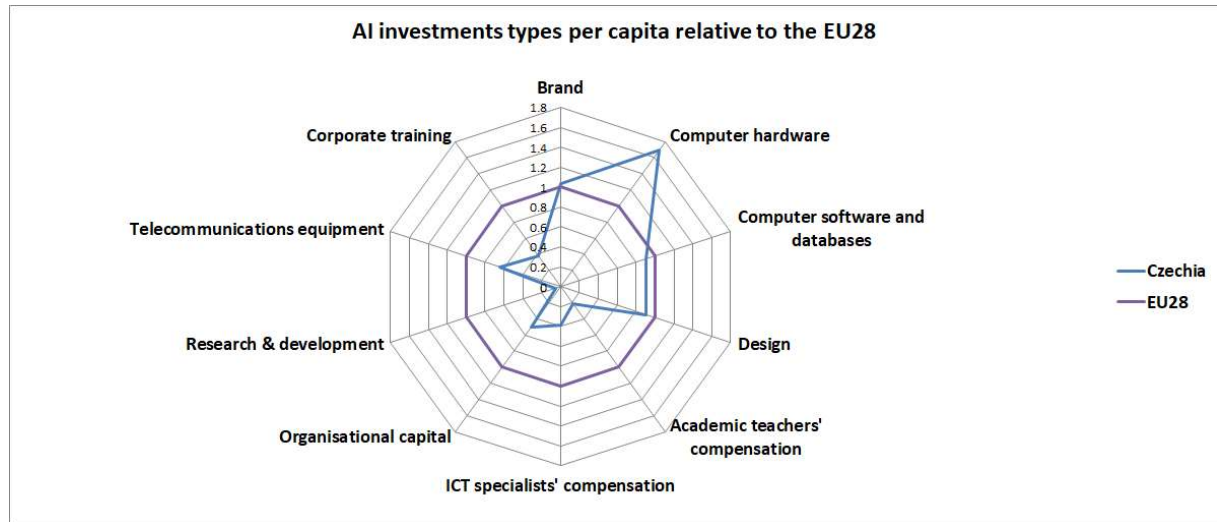 AI investments types per capita relative to the EU28
Brand
1.8
1.6
1.4
1.2
1
0.8
0.6
0.4
0.2
0
Computer hardware
Computer software and
databases
Design
Academic teachers'
compensation
ICT specialists' compensation
Organisational capital
Research & development
Telecommunications equipment
Corporate training
Czechia
EU28